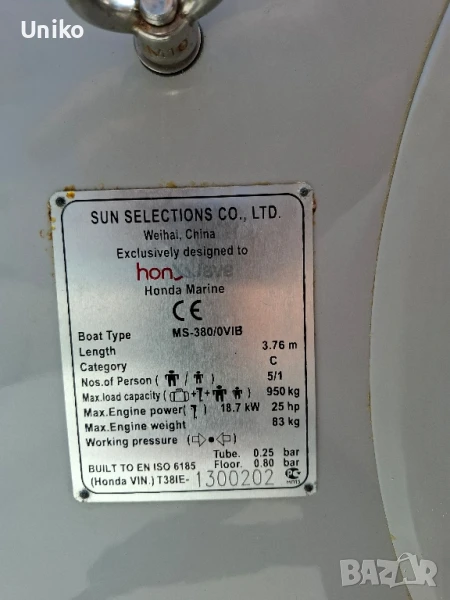 Uniko
SUN SELECTIONS CO., LTD.
Weihai, China
Exclusively designed to
honwave
Honda Marine
CE
Boat Type MS-380/0VIB
Length 3.76 m
Category C
Nos.of Person ( / ) 5/1
Max.load capacity ( + + ) 950 kg
Max.Engine power( ) 18.7 kW 25 hp
Max.Engine weight 83 kg
Working pressure ( )
Tube. 0.25 bar
BUILT TO EN ISO 6185 Floor. 0.80 bar
(Honda VIN.) T38IE- 1300202
BAZAR